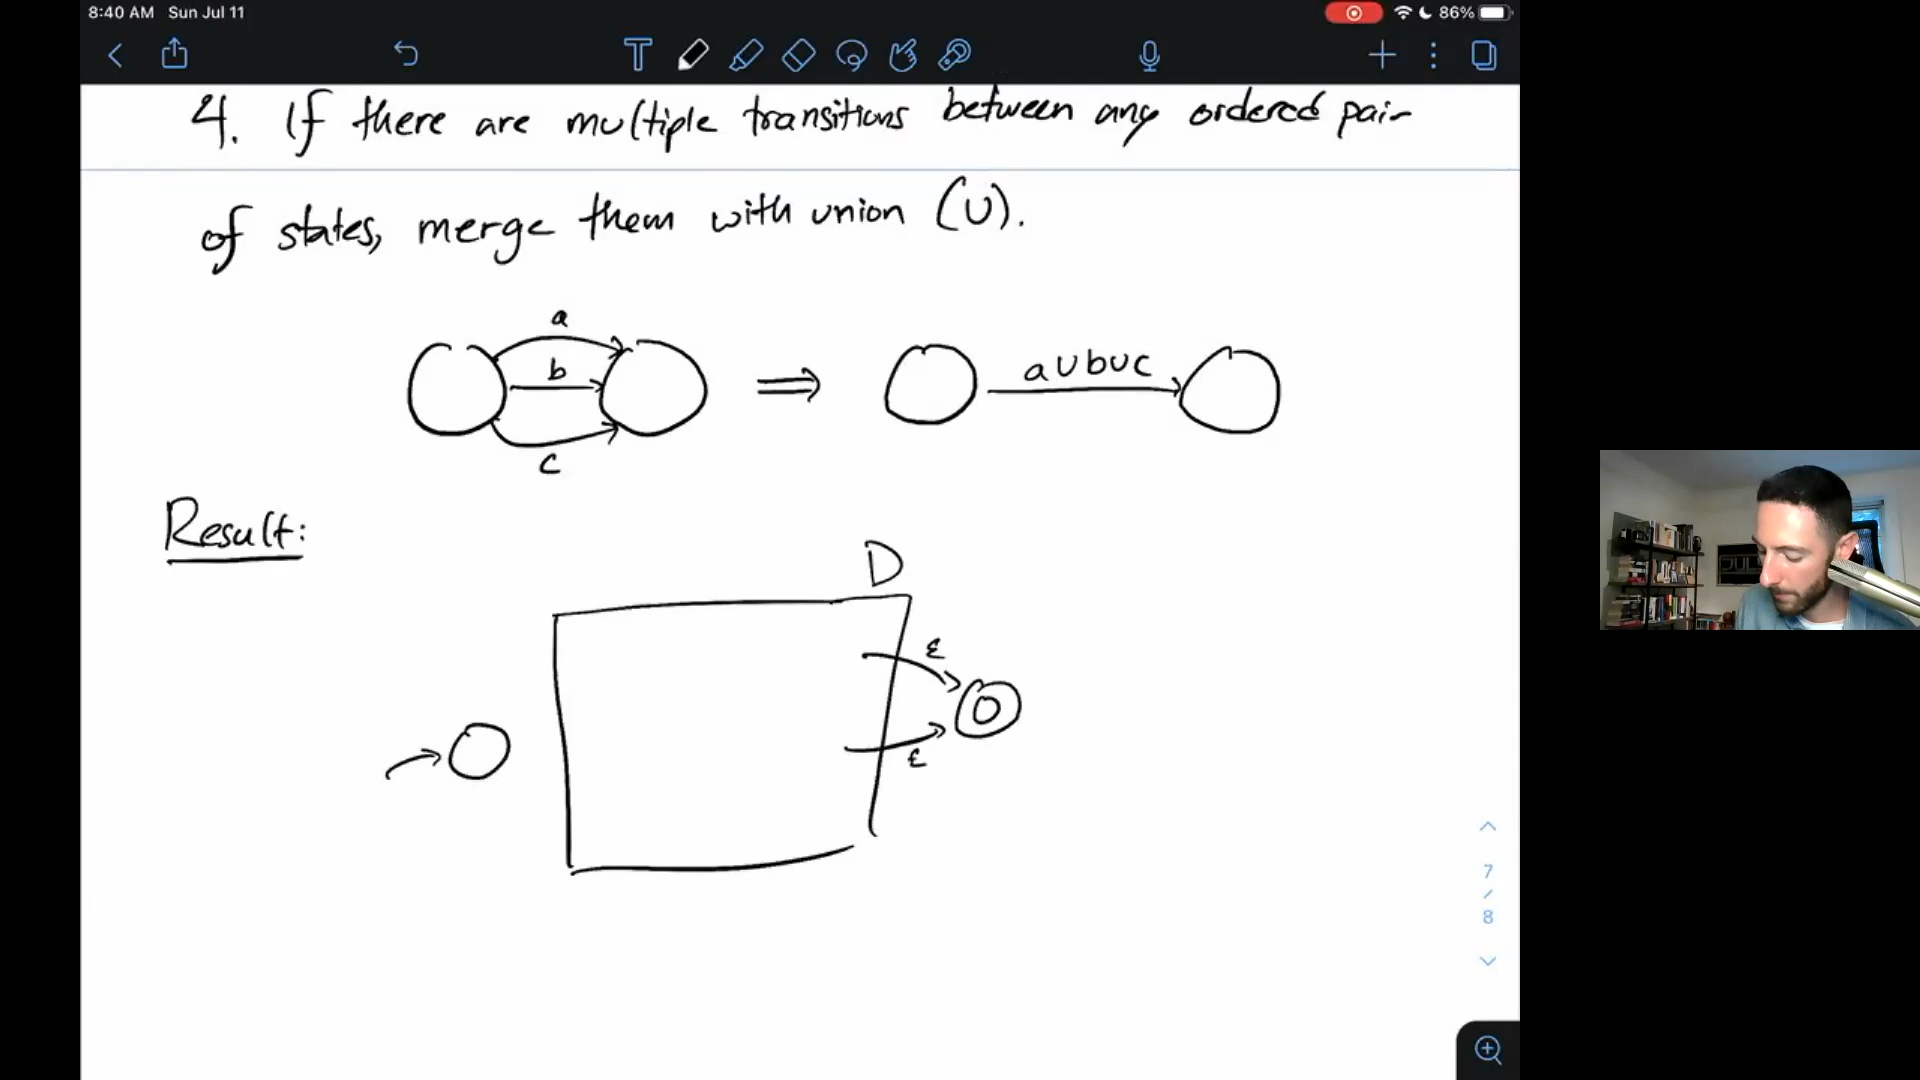 8:40 AM Sun Jul 11
86%
4. If there are multiple transitions between any ordered pair
of states, merge them with union (∪).
a
b
c
⇒
a∪b∪c
Result:
D
ε
ε
7
/
8